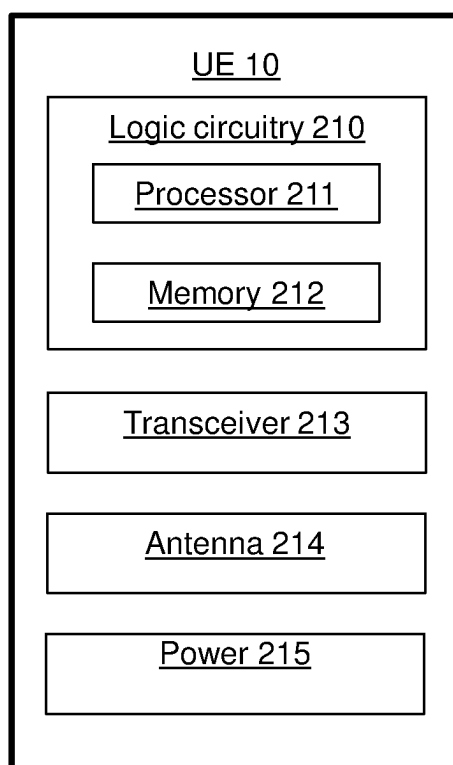 UE 10
Logic circuitry 210
Processor 211
Memory 212
Transceiver 213
Antenna 214
Power 215